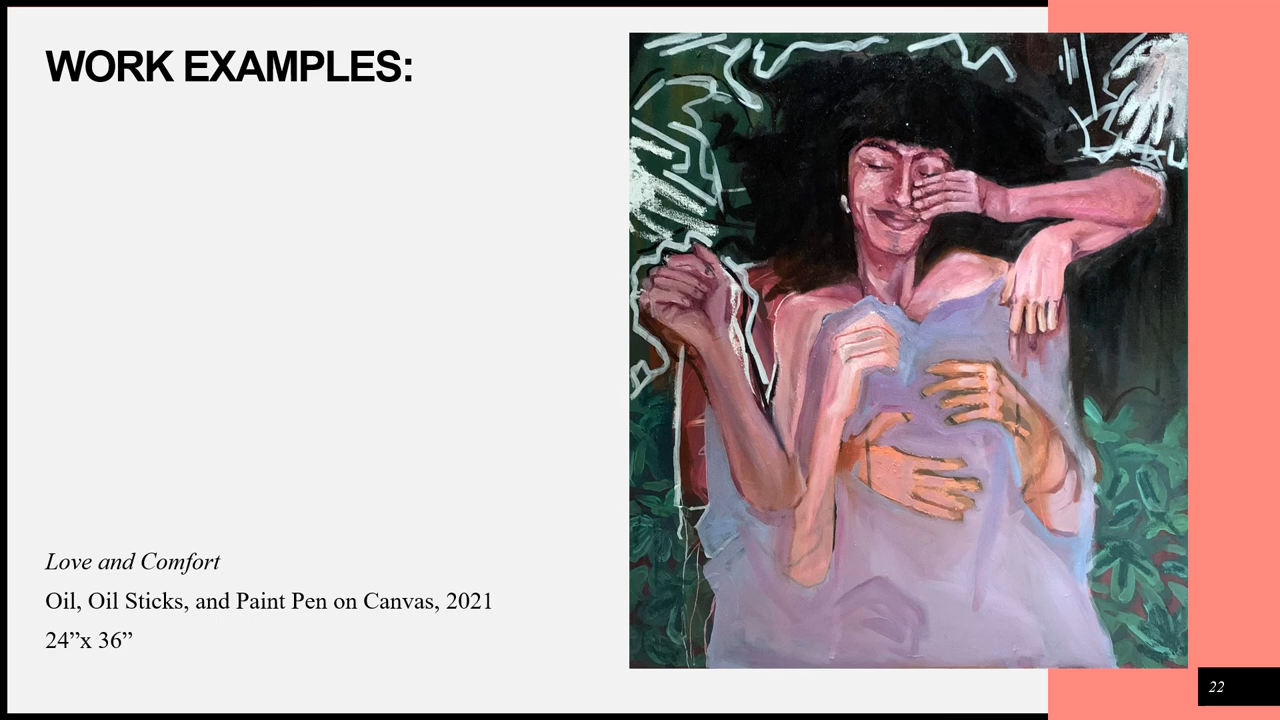 WORK EXAMPLES:
Love and Comfort
Oil, Oil Sticks, and Paint Pen on Canvas, 2021
24”x 36”
22